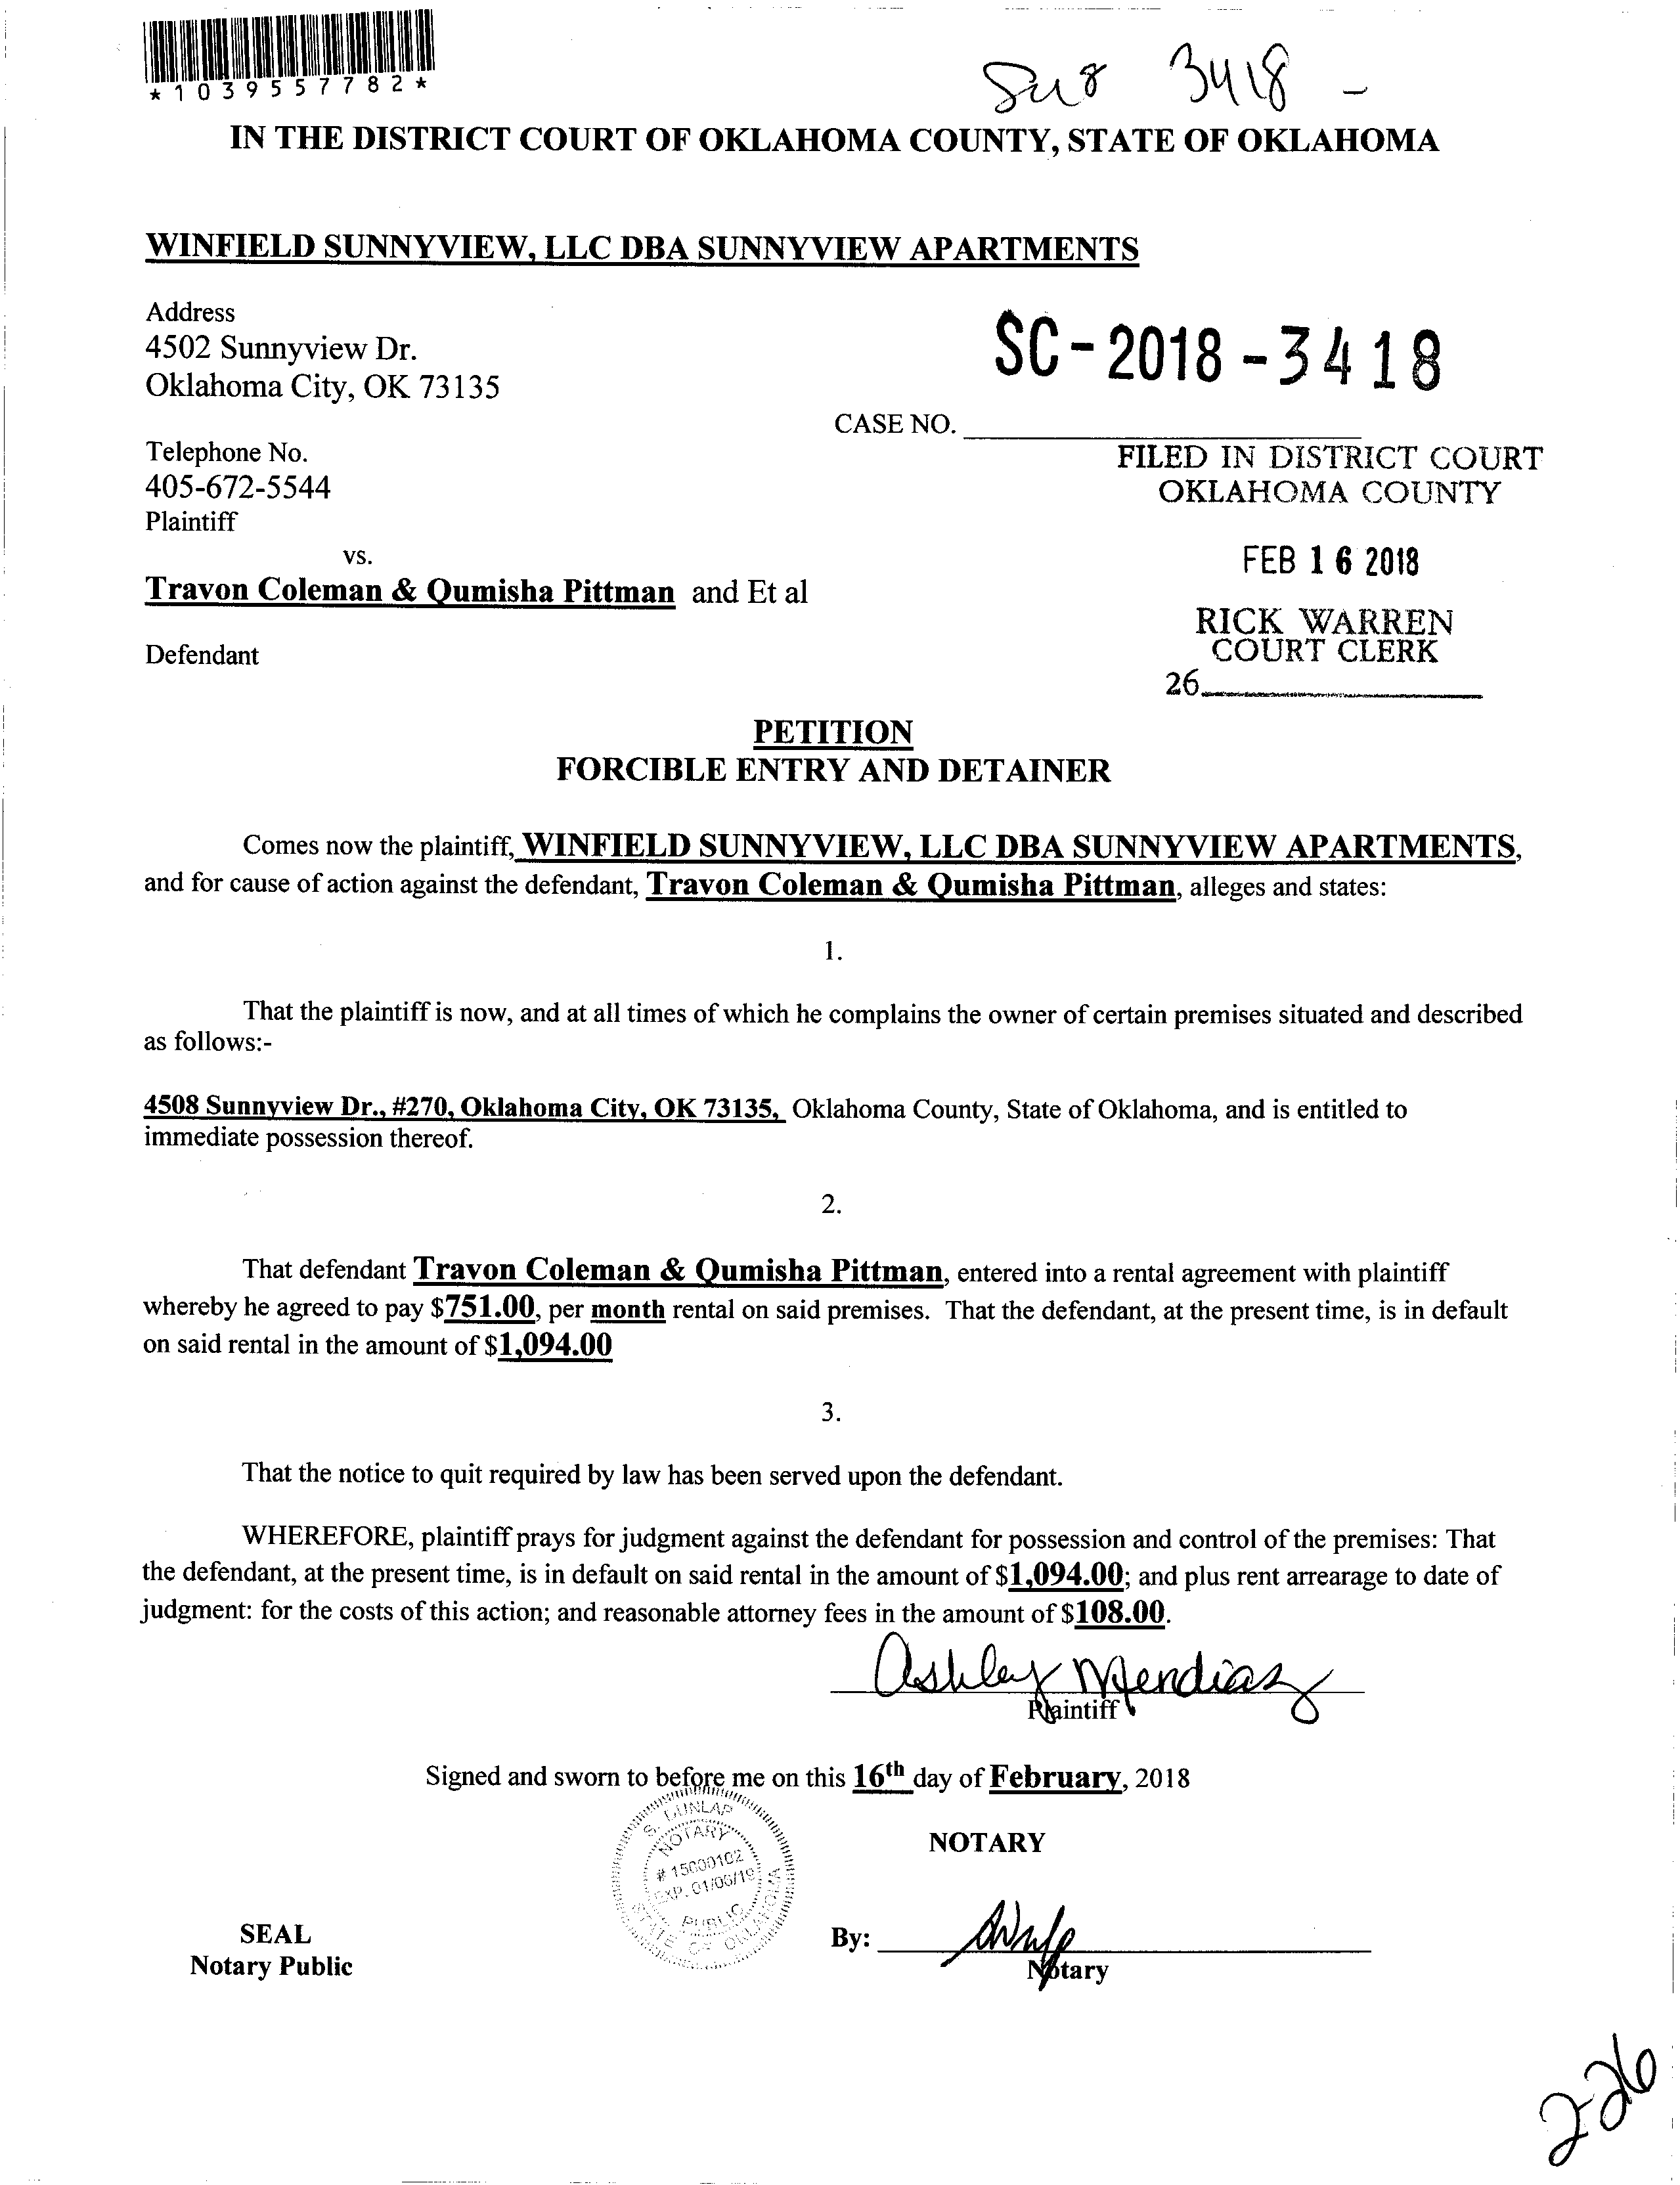 *1039557782*
3418 -
IN THE DISTRICT COURT OF OKLAHOMA COUNTY, STATE OF OKLAHOMA
WINFIELD SUNNYVIEW, LLC DBA SUNNYVIEW APARTMENTS
Address
4502 Sunnyview Dr.
Oklahoma City, OK 73135
SC-2018-3418
CASE NO.
Telephone No.
405-672-5544
Plaintiff
FILED IN DISTRICT COURT
OKLAHOMA COUNTY
vs.
FEB 16 2018
Travon Coleman & Qumisha Pittman and Et al
RICK WARREN
COURT CLERK
Defendant
26
PETITION
FORCIBLE ENTRY AND DETAINER
Comes now the plaintiff, WINFIELD SUNNYVIEW, LLC DBA SUNNYVIEW APARTMENTS,
and for cause of action against the defendant, Travon Coleman & Qumisha Pittman, alleges and states:
1.
That the plaintiff is now, and at all times of which he complains the owner of certain premises situated and described
as follows:-
4508 Sunnyview Dr., #270, Oklahoma City, OK 73135, Oklahoma County, State of Oklahoma, and is entitled to
immediate possession thereof.
2.
That defendant Travon Coleman & Qumisha Pittman, entered into a rental agreement with plaintiff
whereby he agreed to pay $751.00, per month rental on said premises. That the defendant, at the present time, is in default
on said rental in the amount of $1,094.00
3.
That the notice to quit required by law has been served upon the defendant.
WHEREFORE, plaintiff prays for judgment against the defendant for possession and control of the premises: That
the defendant, at the present time, is in default on said rental in the amount of $1,094.00; and plus rent arrearage to date of
judgment: for the costs of this action; and reasonable attorney fees in the amount of $108.00.
Ashley Mendias
Plaintiff
Signed and sworn to before me on this 16th day of February, 2018
S. DUNLAP
NOTARY
# 15000102
EXP. 01/06/19
PUBLIC
STATE OF OKLAHOMA
NOTARY
SEAL
Notary Public
By:
Notary
2-26